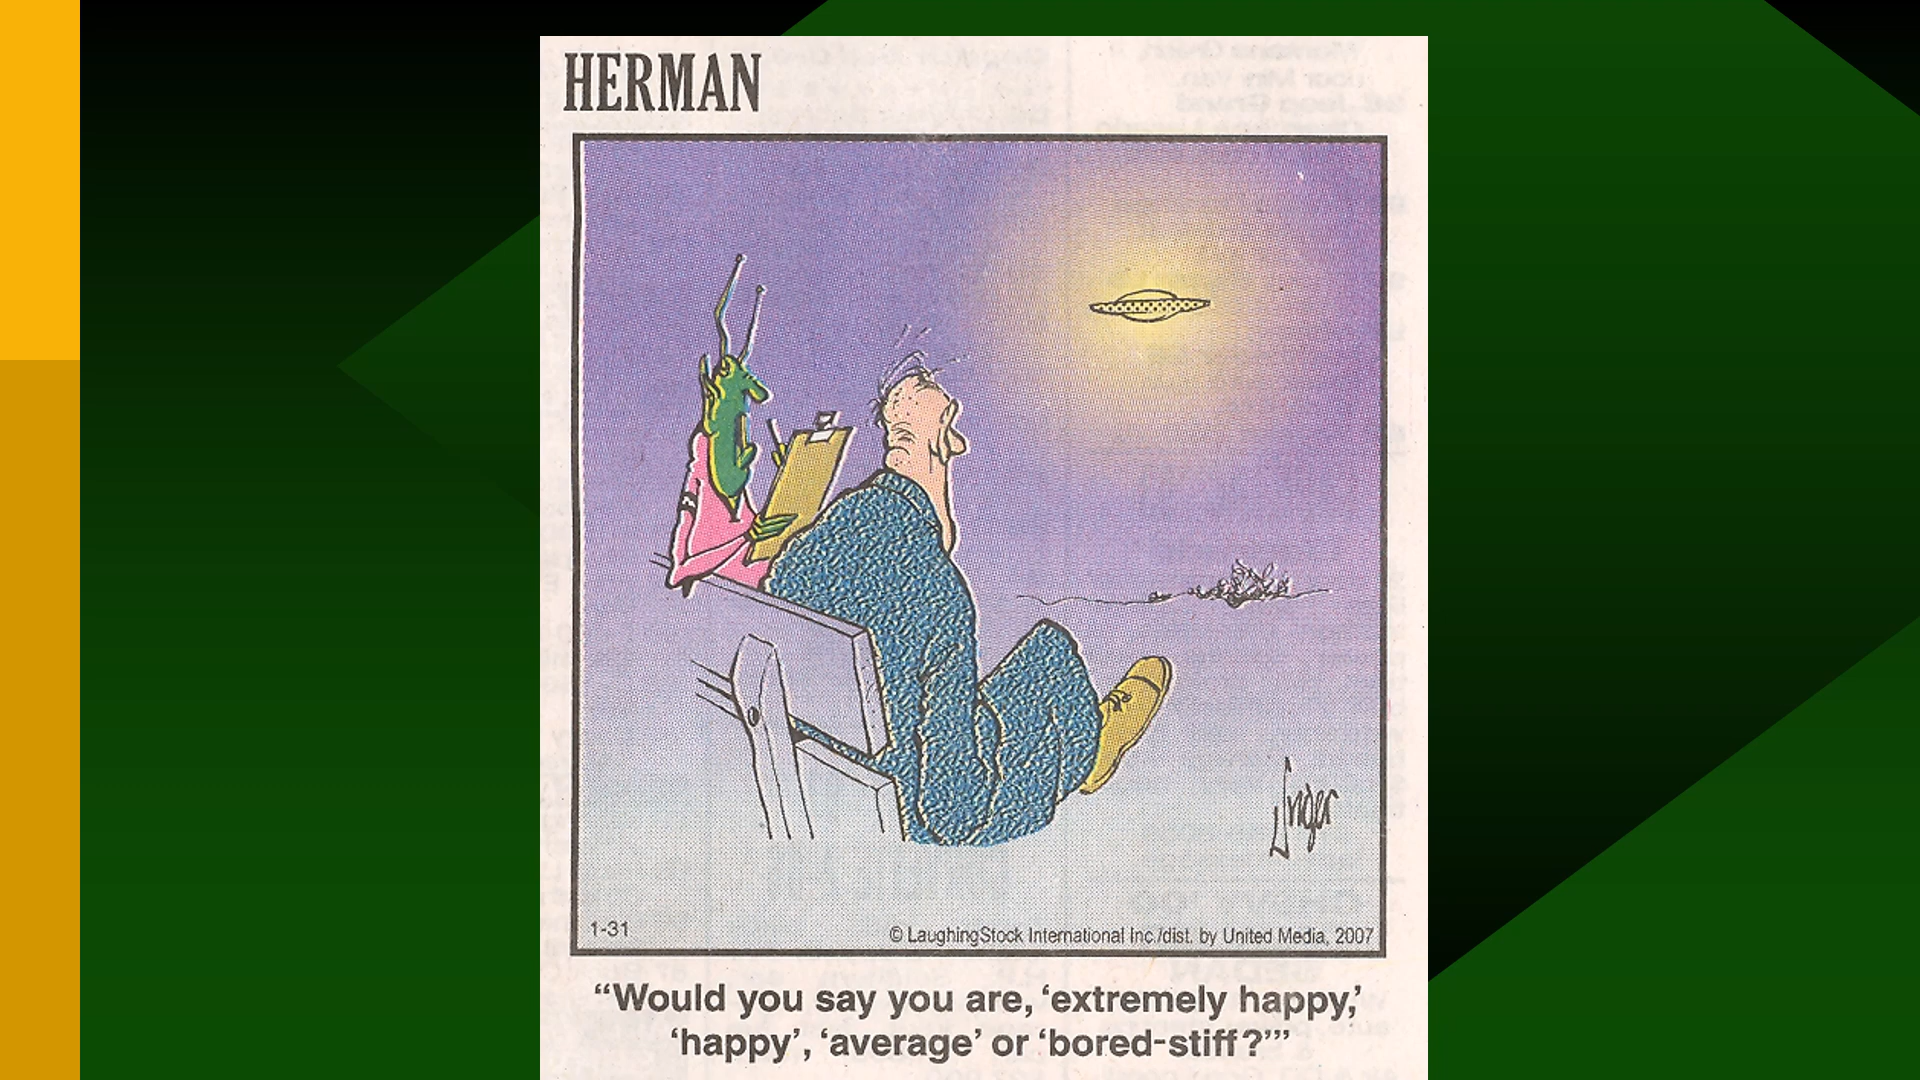 HERMAN
Unger
1-31
© LaughingStock International Inc./dist. by United Media, 2007
“Would you say you are, ‘extremely happy,’
‘happy’, ‘average’ or ‘bored-stiff?’”